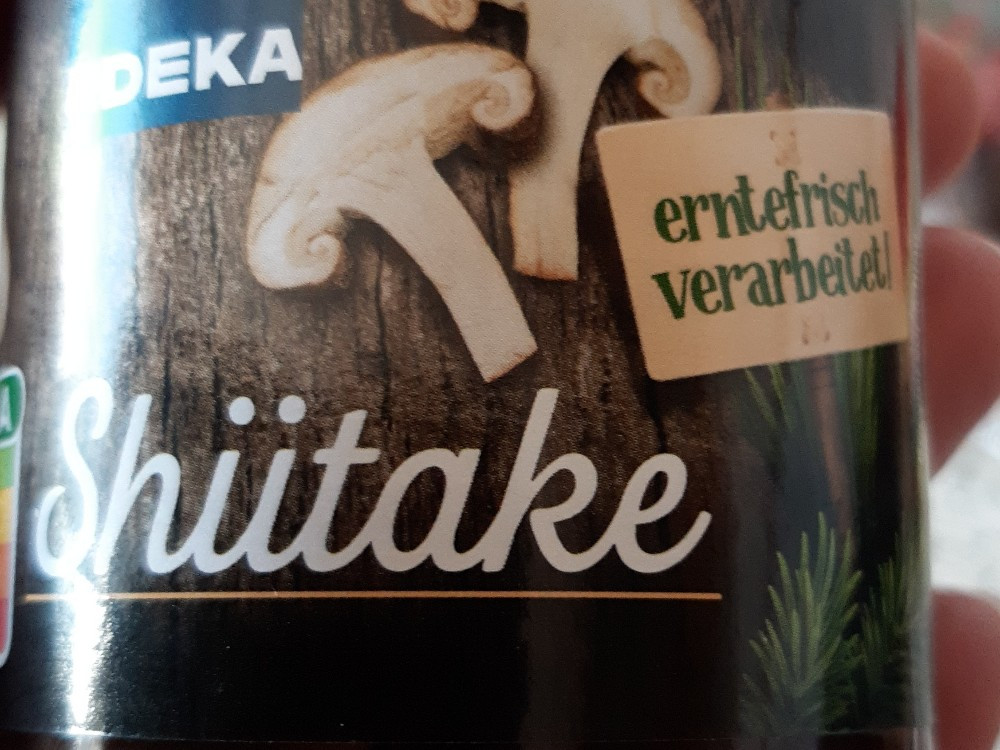 DEKA
erntefrisch
verarbeitet!
A
Shiitake